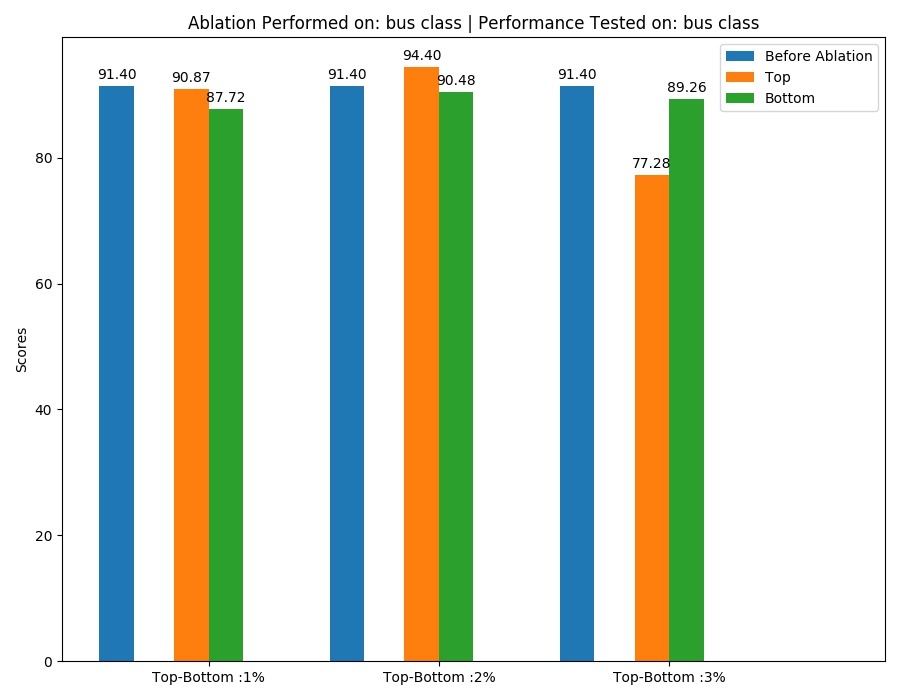 Ablation Performed on: bus class | Performance Tested on: bus class
Before Ablation
Top
Bottom
91.40
90.87
87.72
91.40
94.40
90.48
91.40
77.28
89.26
Scores
80
60
40
20
0
Top-Bottom :1%
Top-Bottom :2%
Top-Bottom :3%